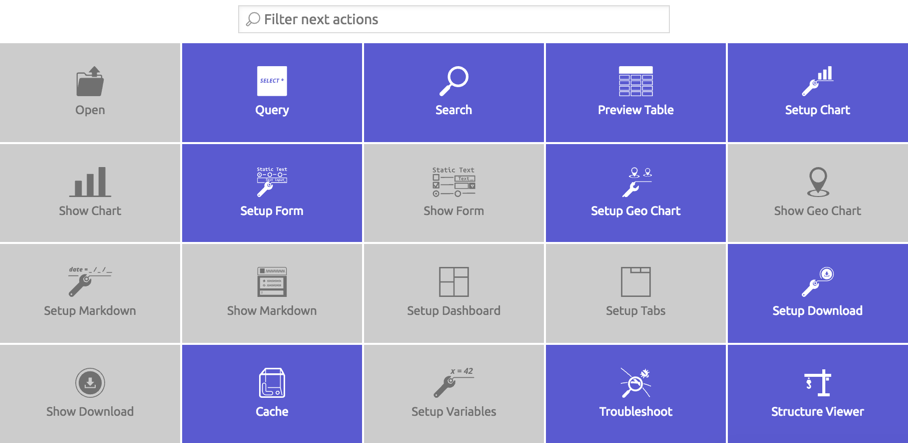 Filter next actions
Open
SELECT *
Query
Search
Preview Table
Setup Chart
Show Chart
Static Text
Setup Form
Static Text
Text
Show Form
Setup Geo Chart
Show Geo Chart
date = _ / _ / __
Setup Markdown
Show Markdown
Setup Dashboard
Setup Tabs
Setup Download
Show Download
Cache
x = 42
Setup Variables
Troubleshoot
Structure Viewer